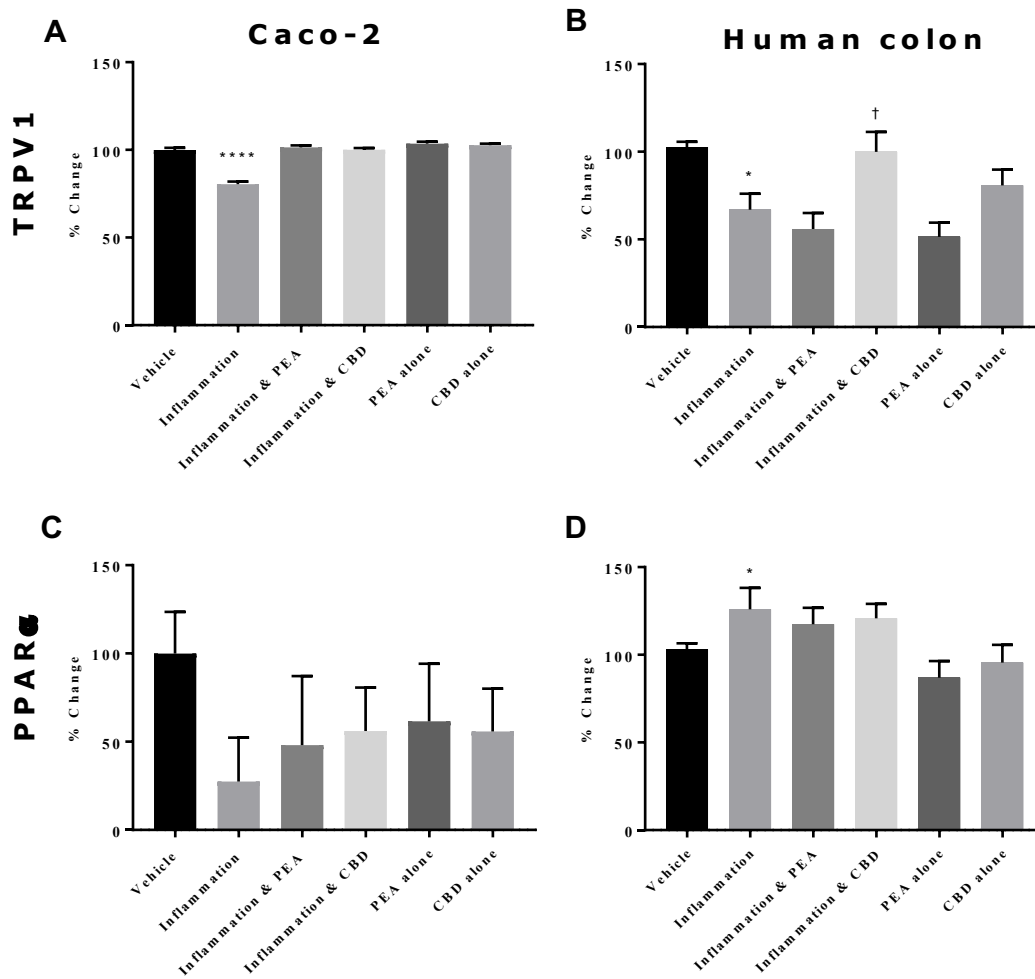 A
Caco-2
TRPV1
% Change
150
100
50
0
****
Vehicle
Inflammation
Inflammation & PEA
Inflammation & CBD
PEA alone
CBD alone
B
Human colon
% Change
150
100
50
0
*
†
Vehicle
Inflammation
Inflammation & PEA
Inflammation & CBD
PEA alone
CBD alone
C
PPARα
% Change
150
100
50
0
Vehicle
Inflammation
Inflammation & PEA
Inflammation & CBD
PEA alone
CBD alone
D
% Change
150
100
50
0
*
Vehicle
Inflammation
Inflammation & PEA
Inflammation & CBD
PEA alone
CBD alone